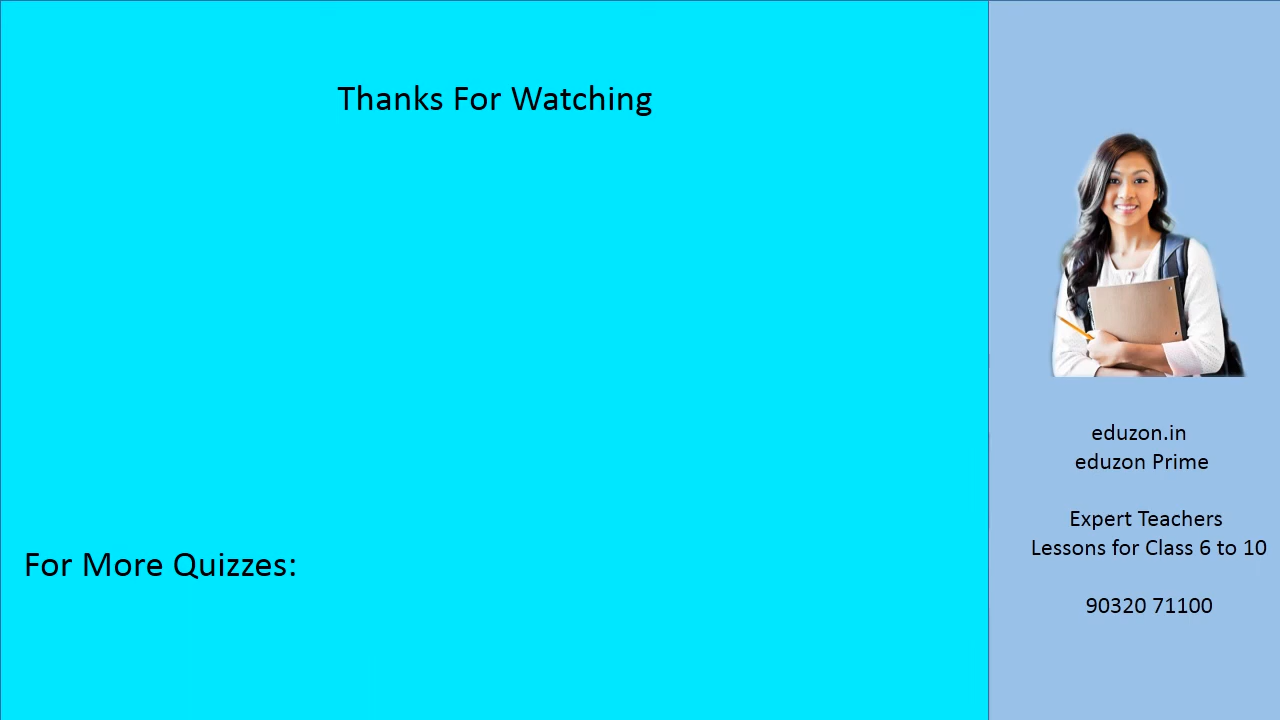 Thanks For Watching
For More Quizzes:
eduzon.in
eduzon Prime
Expert Teachers
Lessons for Class 6 to 10
90320 71100